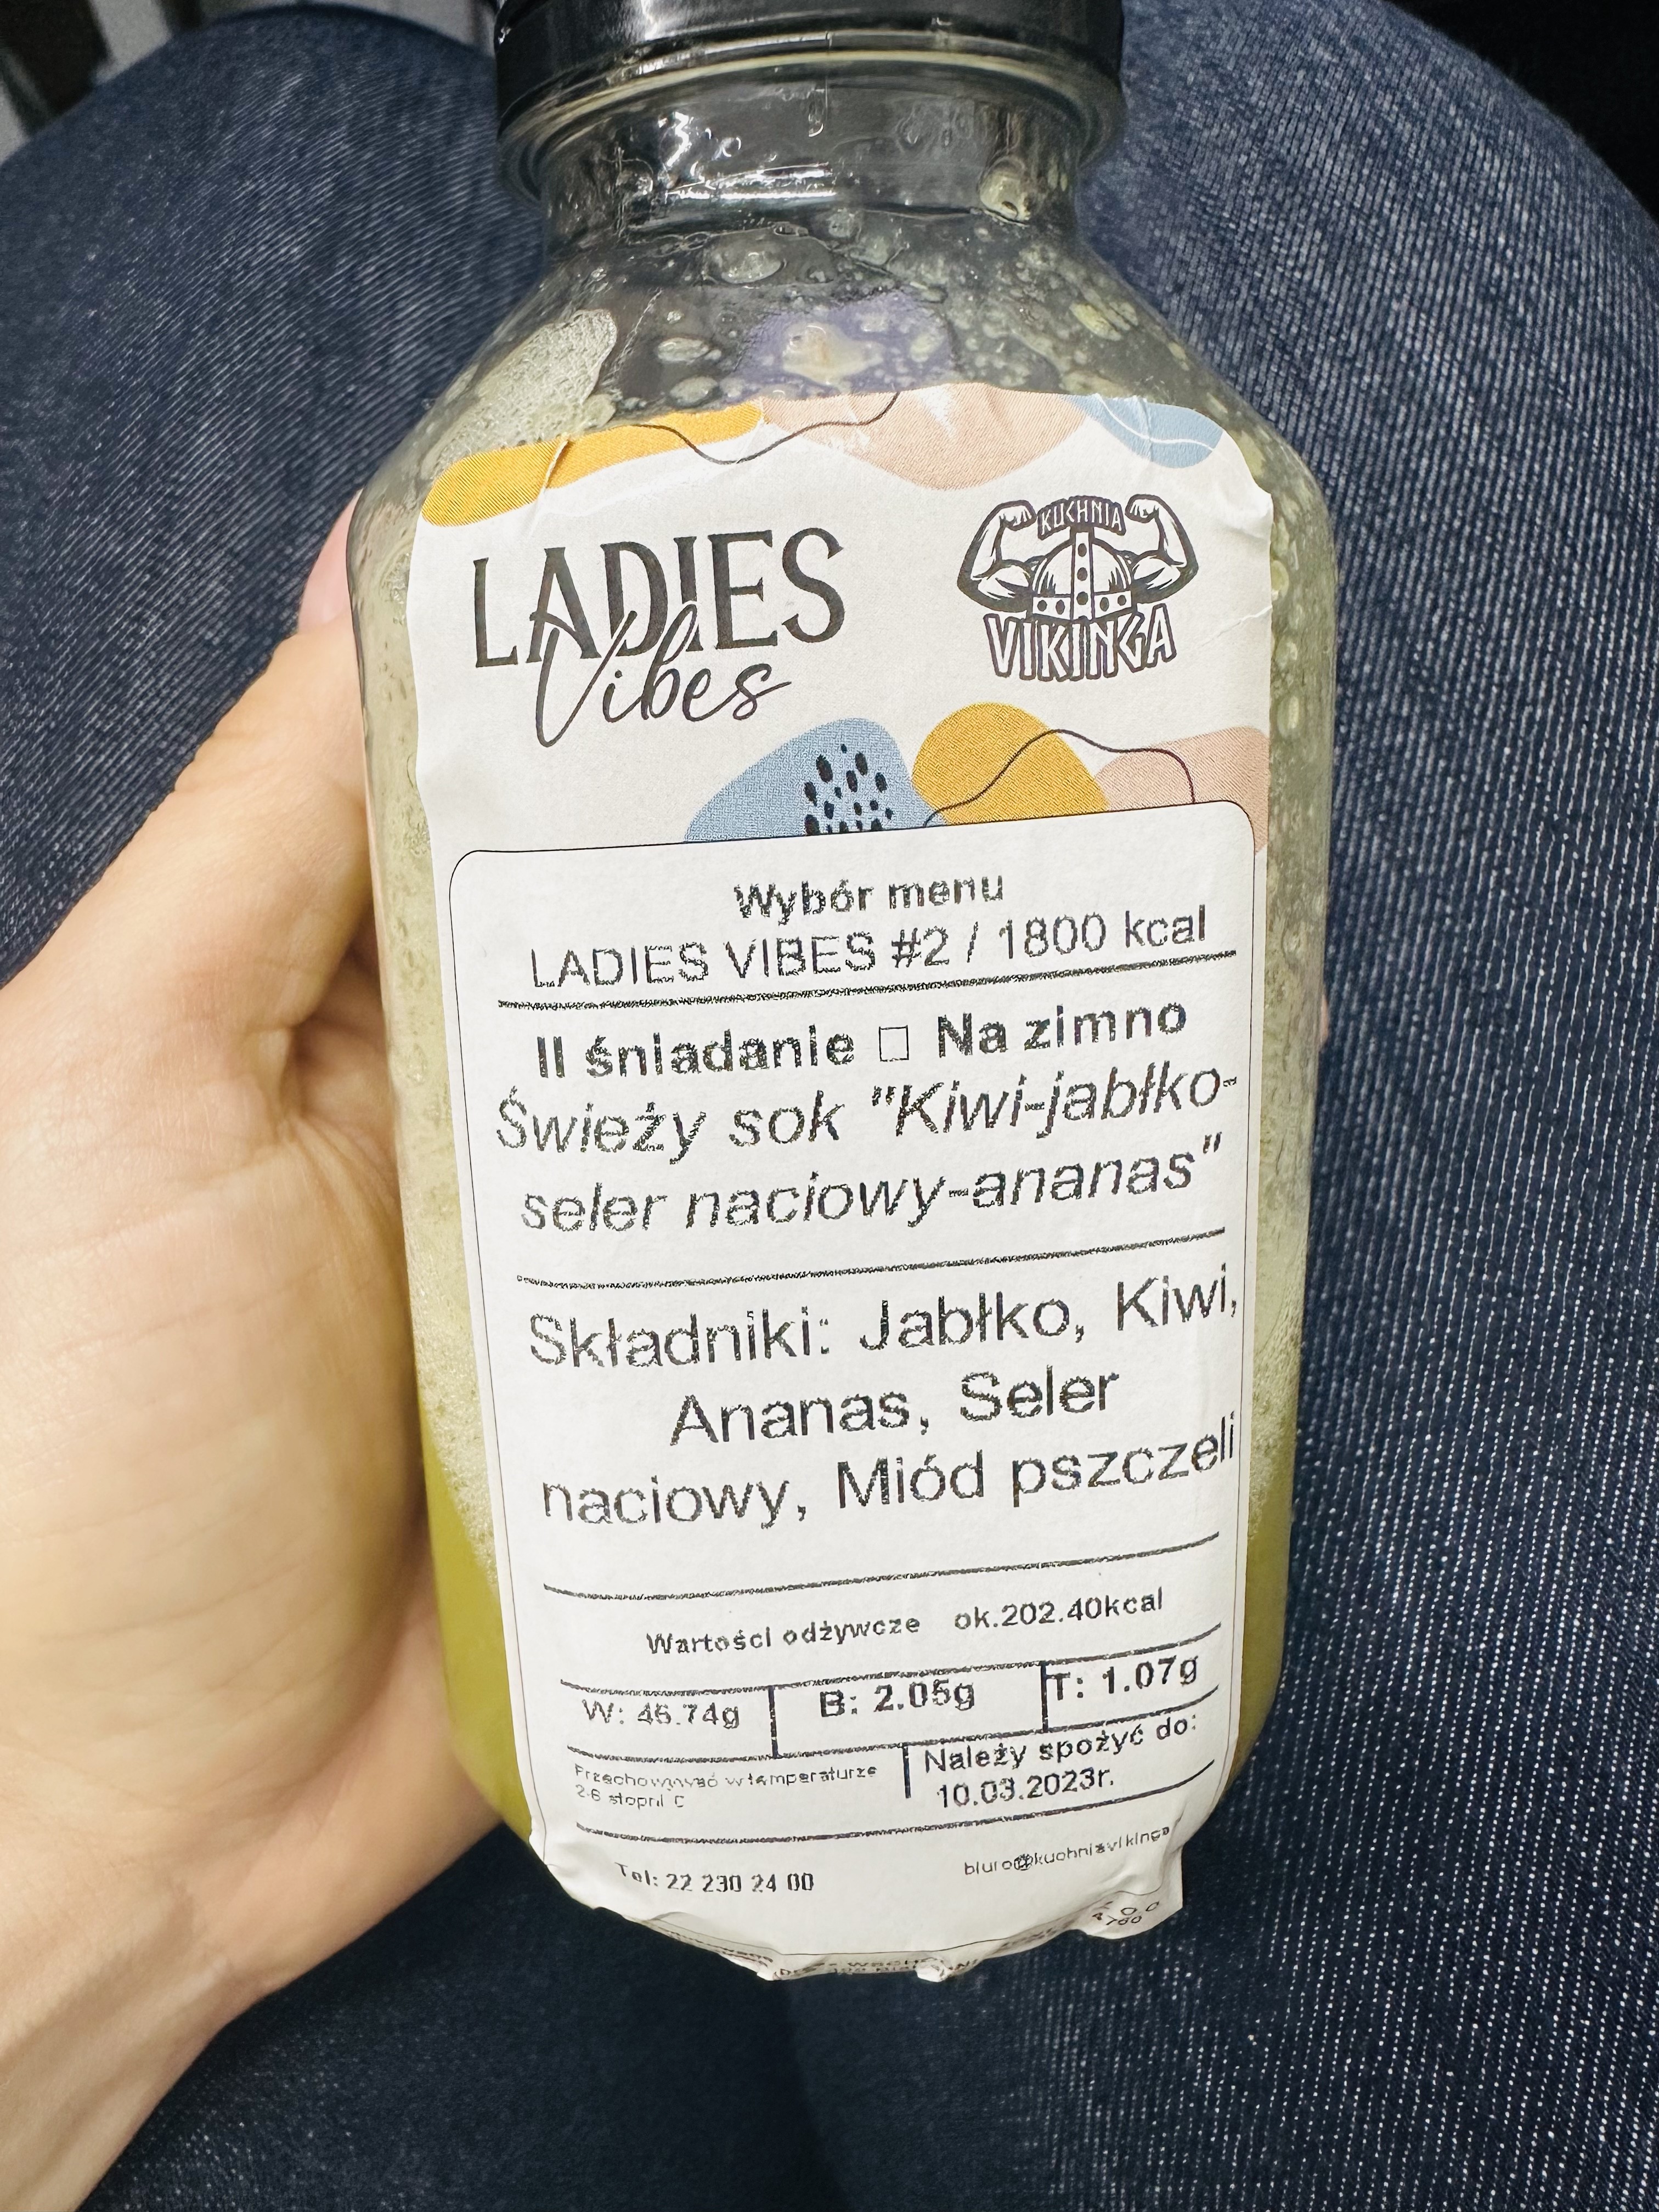 LADIES
Vibes
KUCHNIA
VIKINGA
Wybór menu
LADIES VIBES #2 / 1800 kcal
II śniadanie □ Na zimno
Świeży sok "Kiwi-jabłko-
seler naciowy-ananas"
Składniki: Jabłko, Kiwi,
Ananas, Seler
naciowy, Miód pszczeli
Wartości odżywcze ok.202.40kcal
W: 46.74g B: 2.05g T: 1.07g
Przechowywać w temperaturze
2-6 stopni C
Należy spożyć do:
10.03.2023r.
Tel: 22 230 24 00
biuro@kuchniavikinga